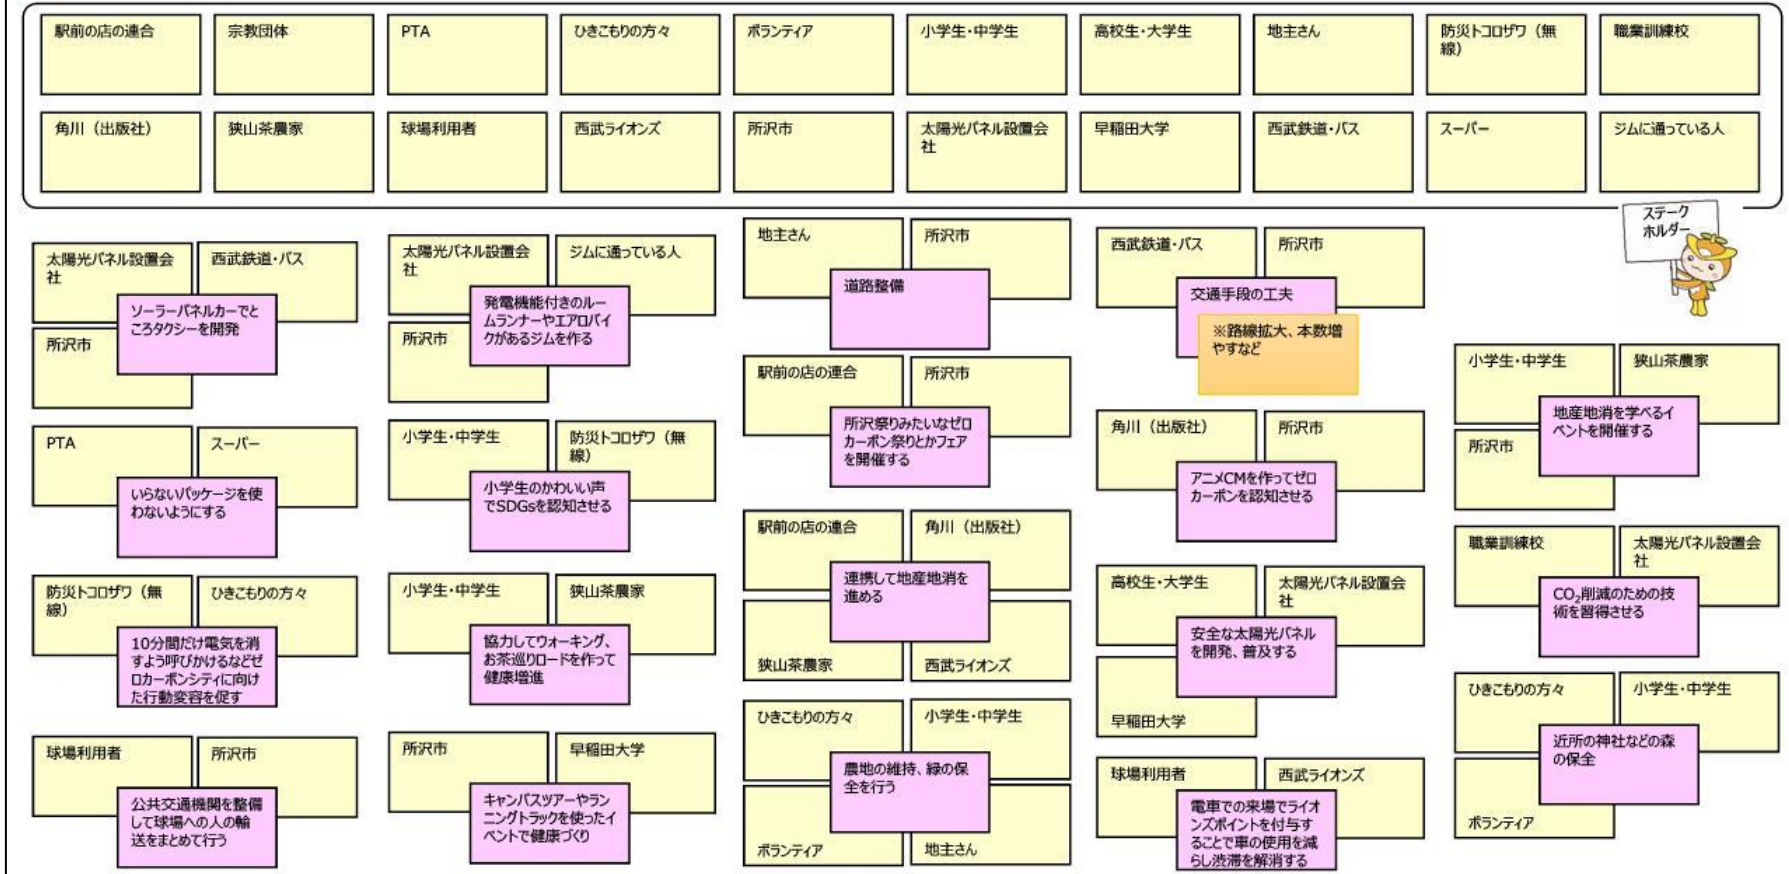 駅前の店の連合
宗教団体
PTA
ひきこもりの方々
ボランティア
小学生・中学生
高校生・大学生
地主さん
防災トコロザワ（無
線）
職業訓練校
角川（出版社）
狭山茶農家
球場利用者
西武ライオンズ
所沢市
太陽光パネル設置会
社
早稲田大学
西武鉄道・バス
スーパー
ジムに通っている人
ステーク
ホルダー
太陽光パネル設置会
社
西武鉄道・バス
所沢市
ソーラーパネルカーでと
ころタクシーを開発
PTA
スーパー
いらないパッケージを使
わないようにする
防災トコロザワ（無
線）
ひきこもりの方々
10分間だけ電気を消
すよう呼びかけるなどゼ
ロカーボンシティに向け
た行動変容を促す
球場利用者
所沢市
公共交通機関を整備
して球場への人の輸
送をまとめて行う
太陽光パネル設置会
社
ジムに通っている人
所沢市
発電機能付きのルー
ムランナーやエアロバイ
クがあるジムを作る
小学生・中学生
防災トコロザワ（無
線）
小学生のかわいい声
でSDGsを認知させる
小学生・中学生
狭山茶農家
協力してウォーキング、
お茶巡りロードを作って
健康増進
所沢市
早稲田大学
キャンパスツアーやラン
ニングトラックを使ったイ
ベントで健康づくり
地主さん
所沢市
道路整備
駅前の店の連合
所沢市
所沢祭りみたいなゼロ
カーボン祭りとかフェア
を開催する
駅前の店の連合
角川（出版社）
連携して地産地消を
進める
狭山茶農家
西武ライオンズ
ひきこもりの方々
小学生・中学生
農地の維持、緑の保
全を行う
ボランティア
地主さん
西武鉄道・バス
所沢市
交通手段の工夫
※路線拡大、本数増
やすなど
角川（出版社）
所沢市
アニメCMを作ってゼロ
カーボンを認知させる
高校生・大学生
太陽光パネル設置会
社
安全な太陽光パネル
を開発、普及する
早稲田大学
球場利用者
西武ライオンズ
電車での来場でライオ
ンズポイントを付与す
ることで車の使用を減
らし渋滞を解消する
小学生・中学生
狭山茶農家
所沢市
地産地消を学べるイ
ベントを開催する
職業訓練校
太陽光パネル設置会
社
CO₂削減のための技
術を習得させる
ひきこもりの方々
小学生・中学生
近所の神社などの森
の保全
ボランティア